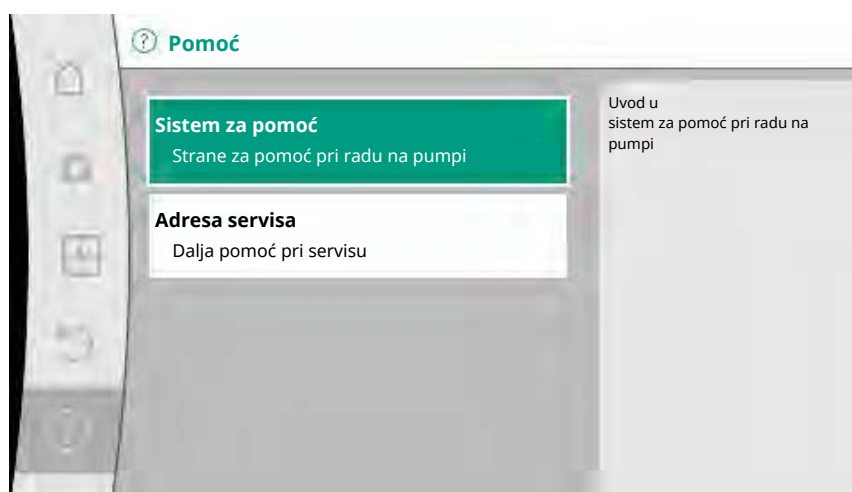 Pomoć
Sistem za pomoć
Strane za pomoć pri radu na pumpi
Adresa servisa
Dalja pomoć pri servisu
Uvod u
sistem za pomoć pri radu na
pumpi